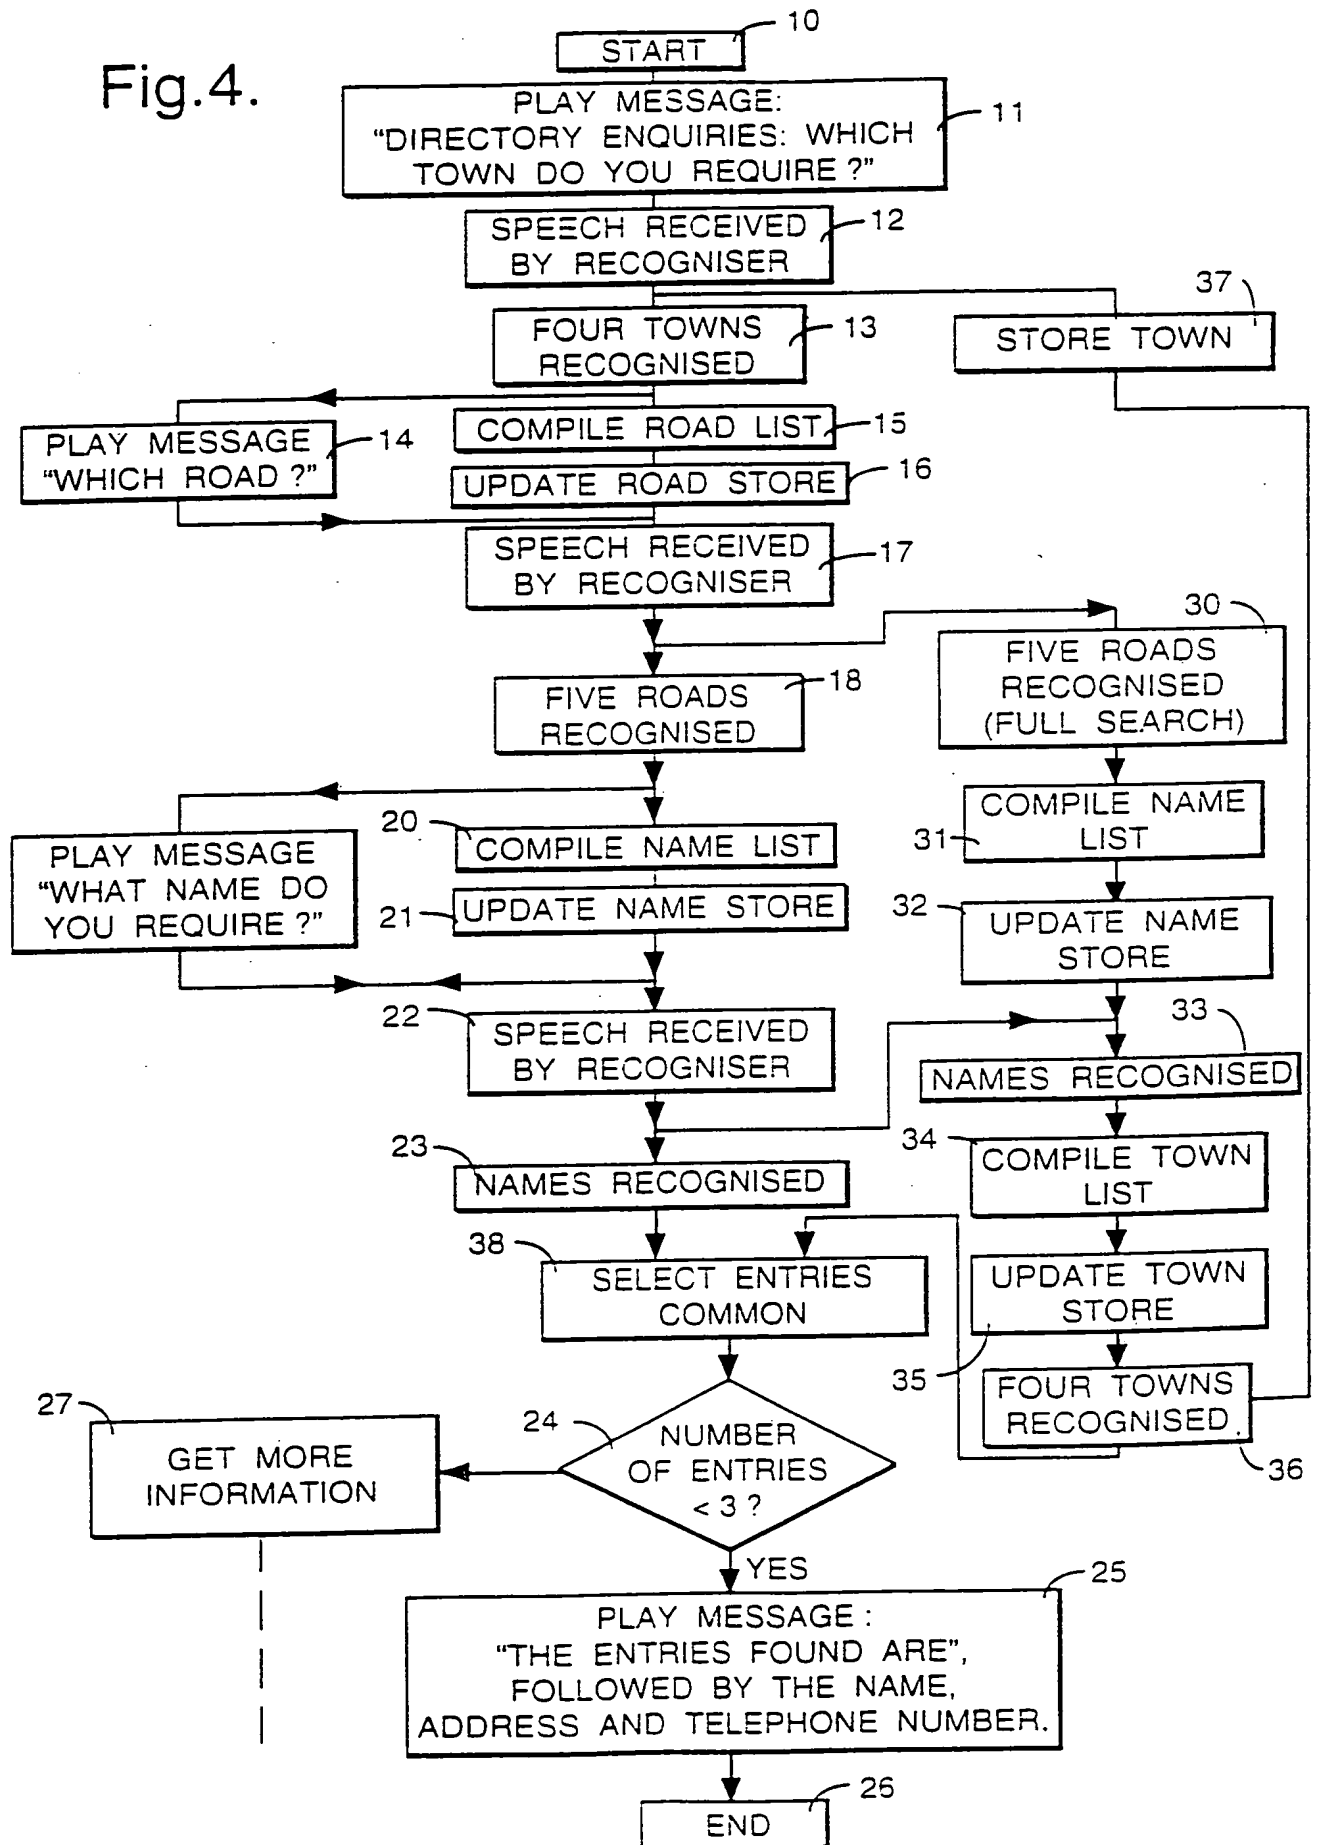 Fig.4.
10
START
PLAY MESSAGE:
“DIRECTORY ENQUIRIES: WHICH
TOWN DO YOU REQUIRE ?”
11
SPEECH RECEIVED
BY RECOGNISER
12
FOUR TOWNS
RECOGNISED
13
37
STORE TOWN
PLAY MESSAGE
“WHICH ROAD ?”
14
COMPILE ROAD LIST
15
UPDATE ROAD STORE
16
SPEECH RECEIVED
BY RECOGNISER
17
FIVE ROADS
RECOGNISED
18
30
FIVE ROADS
RECOGNISED
(FULL SEARCH)
PLAY MESSAGE
“WHAT NAME DO
YOU REQUIRE ?”
20
COMPILE NAME LIST
21
UPDATE NAME STORE
31
COMPILE NAME
LIST
32
UPDATE NAME
STORE
22
SPEECH RECEIVED
BY RECOGNISER
33
NAMES RECOGNISED
23
NAMES RECOGNISED
34
COMPILE TOWN
LIST
38
SELECT ENTRIES
COMMON
UPDATE TOWN
STORE
35
FOUR TOWNS
RECOGNISED
36
27
GET MORE
INFORMATION
24
NUMBER
OF ENTRIES
< 3 ?
YES
25
PLAY MESSAGE :
“THE ENTRIES FOUND ARE”,
FOLLOWED BY THE NAME,
ADDRESS AND TELEPHONE NUMBER.
26
END